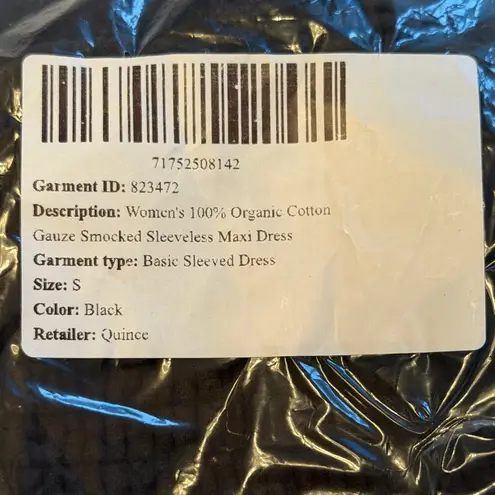 71752508142
Garment ID: 823472
Description: Women's 100% Organic Cotton
Gauze Smocked Sleeveless Maxi Dress
Garment type: Basic Sleeved Dress
Size: S
Color: Black
Retailer: Quince